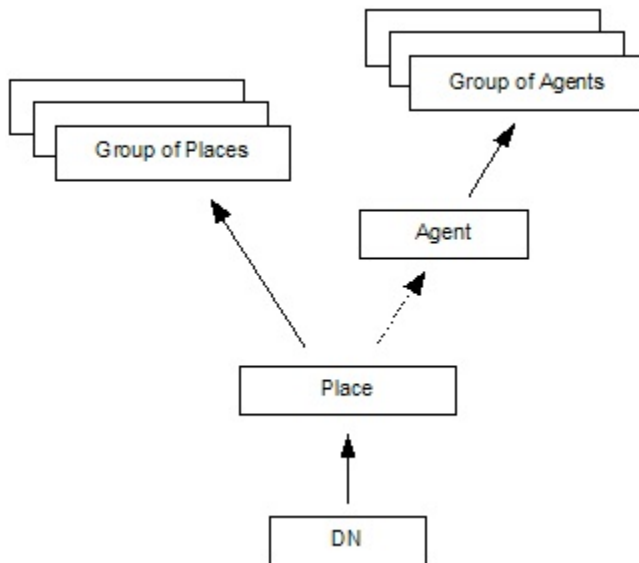 Group of Agents
Group of Places
Agent
Place
DN